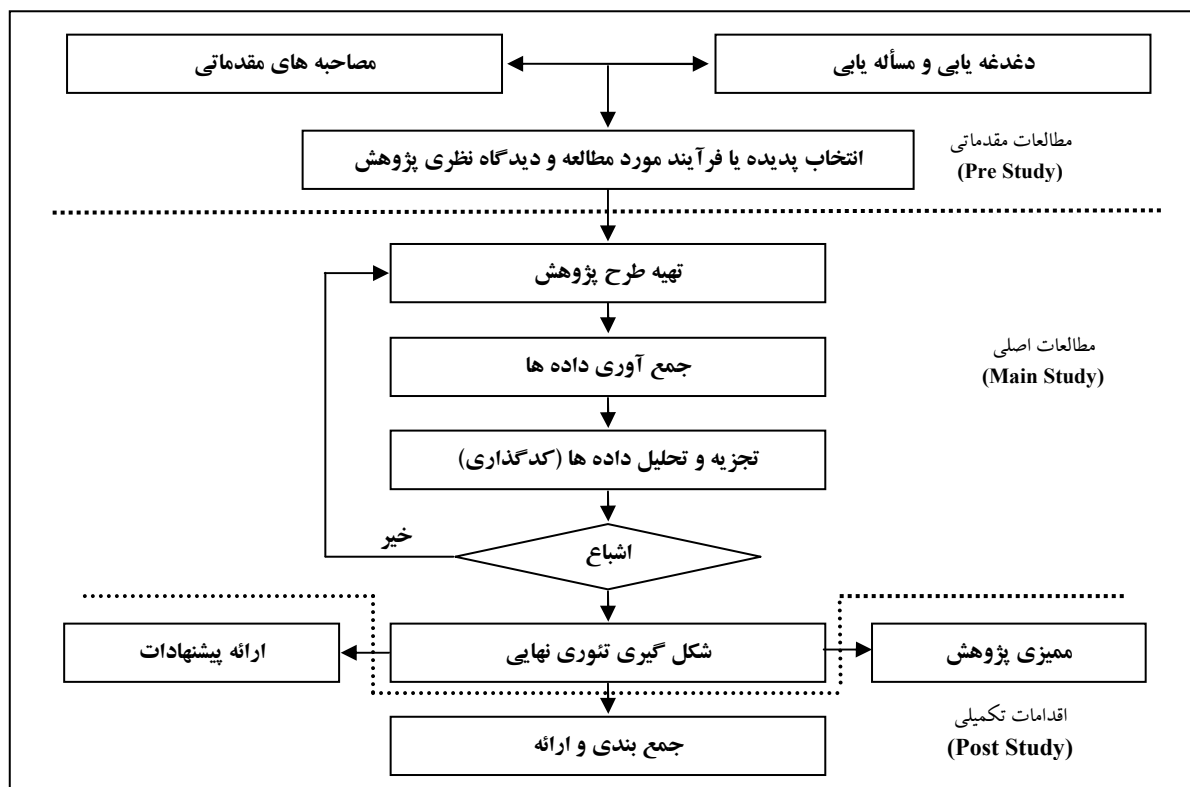 دغدغه یابی و مسأله یابی
مصاحبه های مقدماتی
مطالعات مقدماتی
(Pre Study)
انتخاب پدیده یا فرآیند مورد مطالعه و دیدگاه نظری پژوهش
تهیه طرح پژوهش
مطالعات اصلی
(Main Study)
جمع آوری داده ها
تجزیه و تحلیل داده ها (کدگذاری)
اشباع
خیر
ممیزی پژوهش
شکل گیری تئوری نهایی
ارائه پیشنهادات
اقدامات تکمیلی
(Post Study)
جمع بندی و ارائه